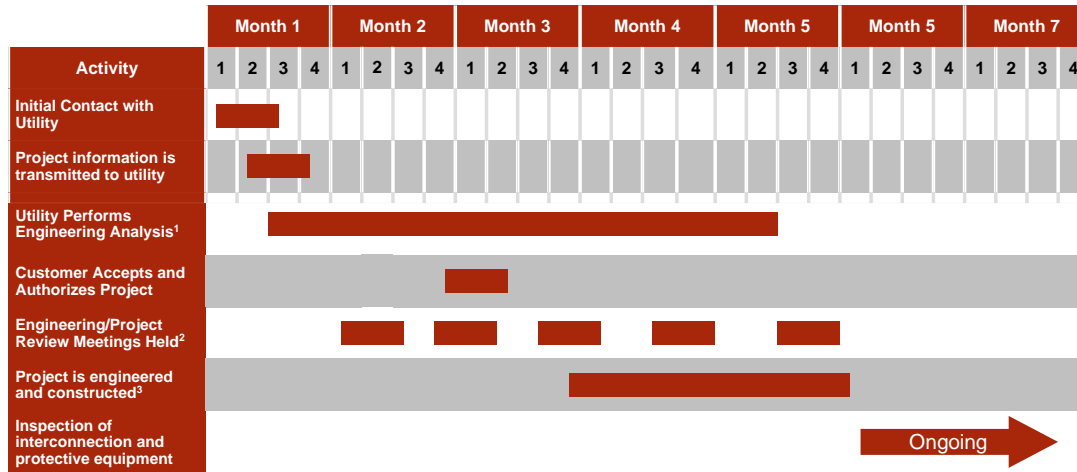 Month 1 Month 2 Month 3 Month 4 Month 5 Month 5 Month 7
Activity 1 2 3 4 1 2 3 4 1 2 3 4 1 2 3 4 1 2 3 4 1 2 3 4 1 2 3 4
Initial Contact with
Utility
Project information is
transmitted to utility
Utility Performs
Engineering Analysis¹
Customer Accepts and
Authorizes Project
Engineering/Project
Review Meetings Held²
Project is engineered
and constructed³
Inspection of
interconnection and
protective equipment
Ongoing